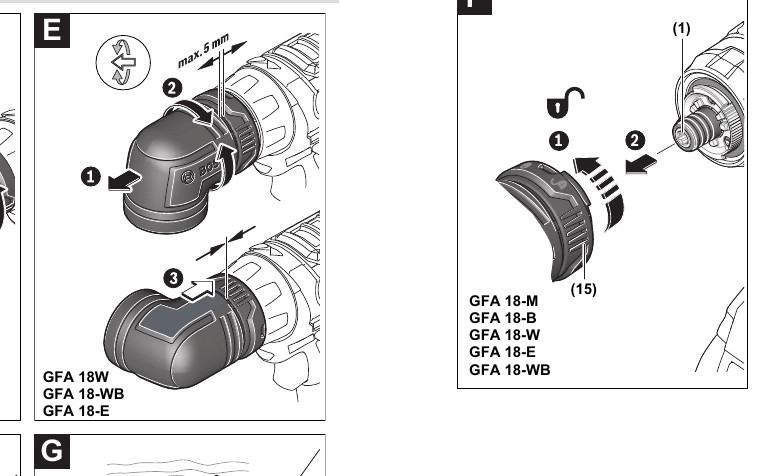 E
max. 5 mm
2
1
BOSCH
3
GFA 18W
GFA 18-WB
GFA 18-E
G
F
(1)
1
2
(15)
GFA 18-M
GFA 18-B
GFA 18-W
GFA 18-E
GFA 18-WB